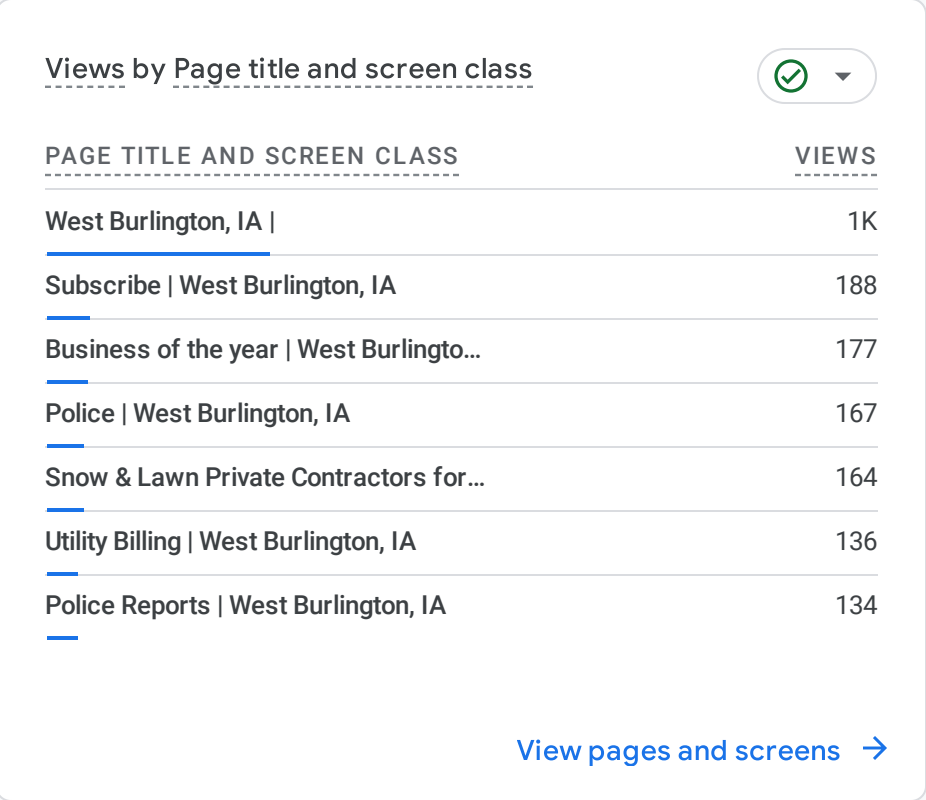 Views by Page title and screen class
PAGE TITLE AND SCREEN CLASS VIEWS
West Burlington, IA | 1K
Subscribe | West Burlington, IA 188
Business of the year | West Burlingto... 177
Police | West Burlington, IA 167
Snow & Lawn Private Contractors for... 164
Utility Billing | West Burlington, IA 136
Police Reports | West Burlington, IA 134
View pages and screens